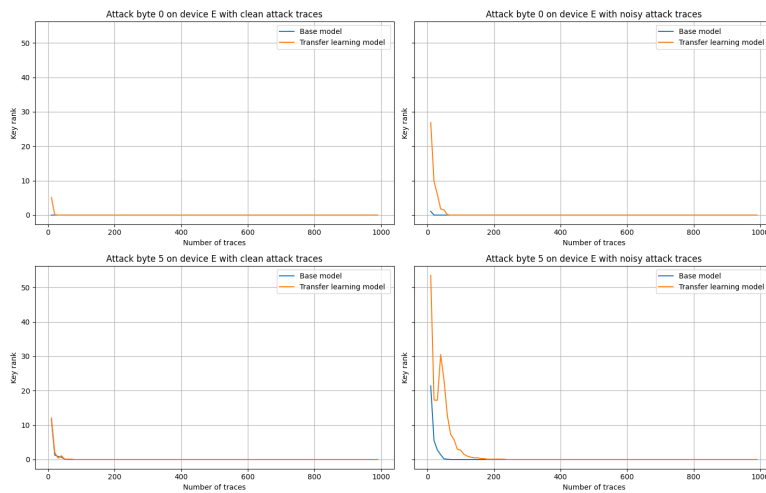 Attack byte 0 on device E with clean attack traces
50
40
30
20
10
0
Key rank
0 200 400 600 800 1000
Number of traces
Base model
Transfer learning model
Attack byte 0 on device E with noisy attack traces
50
40
30
20
10
0
Key rank
0 200 400 600 800 1000
Number of traces
Base model
Transfer learning model
Attack byte 5 on device E with clean attack traces
50
40
30
20
10
0
Key rank
0 200 400 600 800 1000
Number of traces
Base model
Transfer learning model
Attack byte 5 on device E with noisy attack traces
50
40
30
20
10
0
Key rank
0 200 400 600 800 1000
Number of traces
Base model
Transfer learning model